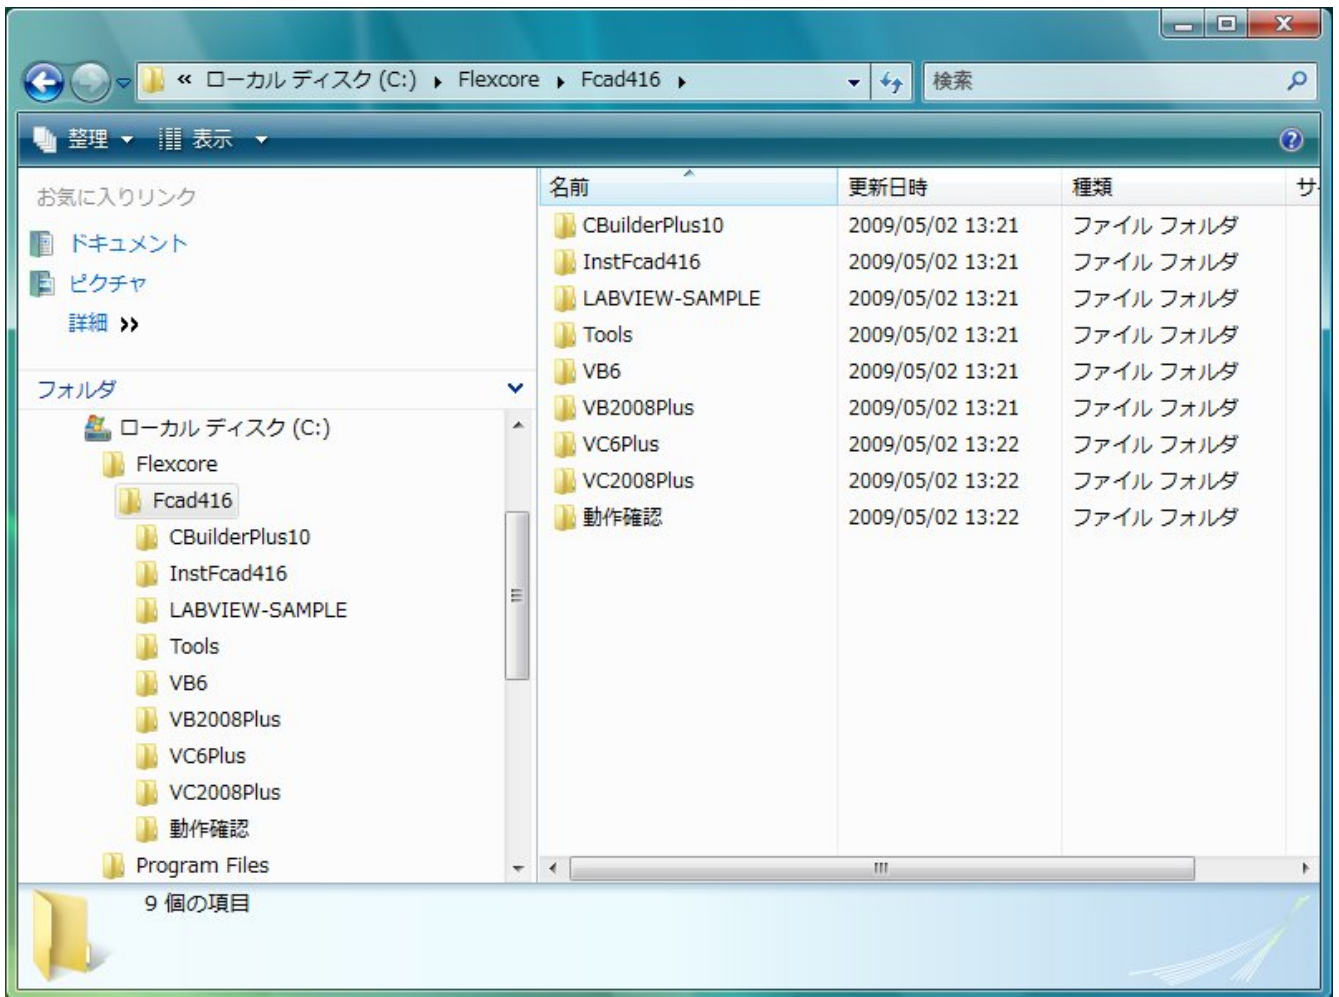 « ローカル ディスク (C:) ▸ Flexcore ▸ Fcad416 ▸ 検索
整理 表示
お気に入りリンク
ドキュメント
ピクチャ
詳細 »
フォルダ
ローカル ディスク (C:)
Flexcore
Fcad416
CBuilderPlus10
InstFcad416
LABVIEW-SAMPLE
Tools
VB6
VB2008Plus
VC6Plus
VC2008Plus
動作確認
Program Files
名前 更新日時 種類 サ
CBuilderPlus10 2009/05/02 13:21 ファイル フォルダ
InstFcad416 2009/05/02 13:21 ファイル フォルダ
LABVIEW-SAMPLE 2009/05/02 13:21 ファイル フォルダ
Tools 2009/05/02 13:21 ファイル フォルダ
VB6 2009/05/02 13:21 ファイル フォルダ
VB2008Plus 2009/05/02 13:21 ファイル フォルダ
VC6Plus 2009/05/02 13:22 ファイル フォルダ
VC2008Plus 2009/05/02 13:22 ファイル フォルダ
動作確認 2009/05/02 13:22 ファイル フォルダ
9 個の項目